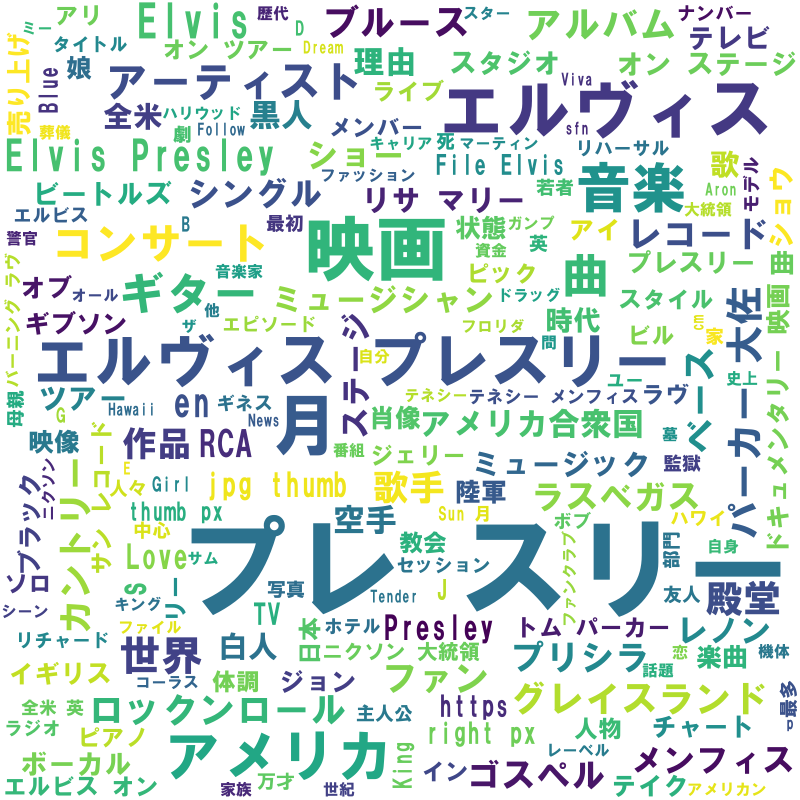 ミー
アリ
Elvis
歴代
D
ブルース
スター
アルバム
ナンバー
タイトル
オン ツアー
Dream
理由
スタジオ
オン ステージ
テレビ
売り上げ
Blue
娘
アーティスト
ライブ
Viva
エルヴィス
全米
ハリウッド
黒人
sfn
葬儀
劇
Follow
メンバー
キャリア
死
マーティン
リハーサル
Elvis Presley
ショー
File Elvis
歌
モデル
ファッション
ビートルズ
シングル
リサ マリー
若者
音楽
Aron
大統領
ショウ
エルビス
B
最初
映画
状態
ガンプ
アイ
レコード
警官
コンサート
資金
英
音楽家
ピック
曲
プレスリー
映画 曲
バーニング ラヴ
オブ
オール
ギター
ミュージシャン
ドラッグ
スタイル
大佐
ギブソン
ザ
他
エピソード
ステージ
フロリダ
時代
ビル
cm
家
間
エルヴィス プレスリー
自分
ベース
史上
ドキュメンタリー
母親
ツアー
テネシー
テネシー メンフィス
ユー
ラヴ
G
Hawaii
en
ギネス
News
月
肖像
アメリカ合衆国
墓
パーカー
映像
サン レコード
作品
RCA
番組
ジェリー
ミュージック
監獄
ソロ
ブラック
ニクソン
カントリー
E
人々
Girl
jpg thumb
歌手
陸軍
ラスベガス
thumb px
Sun 月
ボブ
ハワイ
中心
空手
教会
ファンクラブ
部門
自身
Love
サム
プレスリー
セッション
s
リー
写真
Tender
J
友人
殿堂
シーン
キング
ファイル
TV
ホテル
Presley
トム パーカー
レノン
リチャード
世界
白人
日本
ニクソン 大統領
プリシラ
恋
楽曲
機体
話題
イギリス
コーラス
体調
ジョン
ファン
グレイスランド
最多
全米 英
ロックンロール
主人公
https
人物
チャート
ラジオ
ピアノ
right px
レーベル
ボーカル
アメリカ
King
イン
ゴスペル
メンフィス
エルビス オン
家族
万才
世紀
テイク
アメリカン